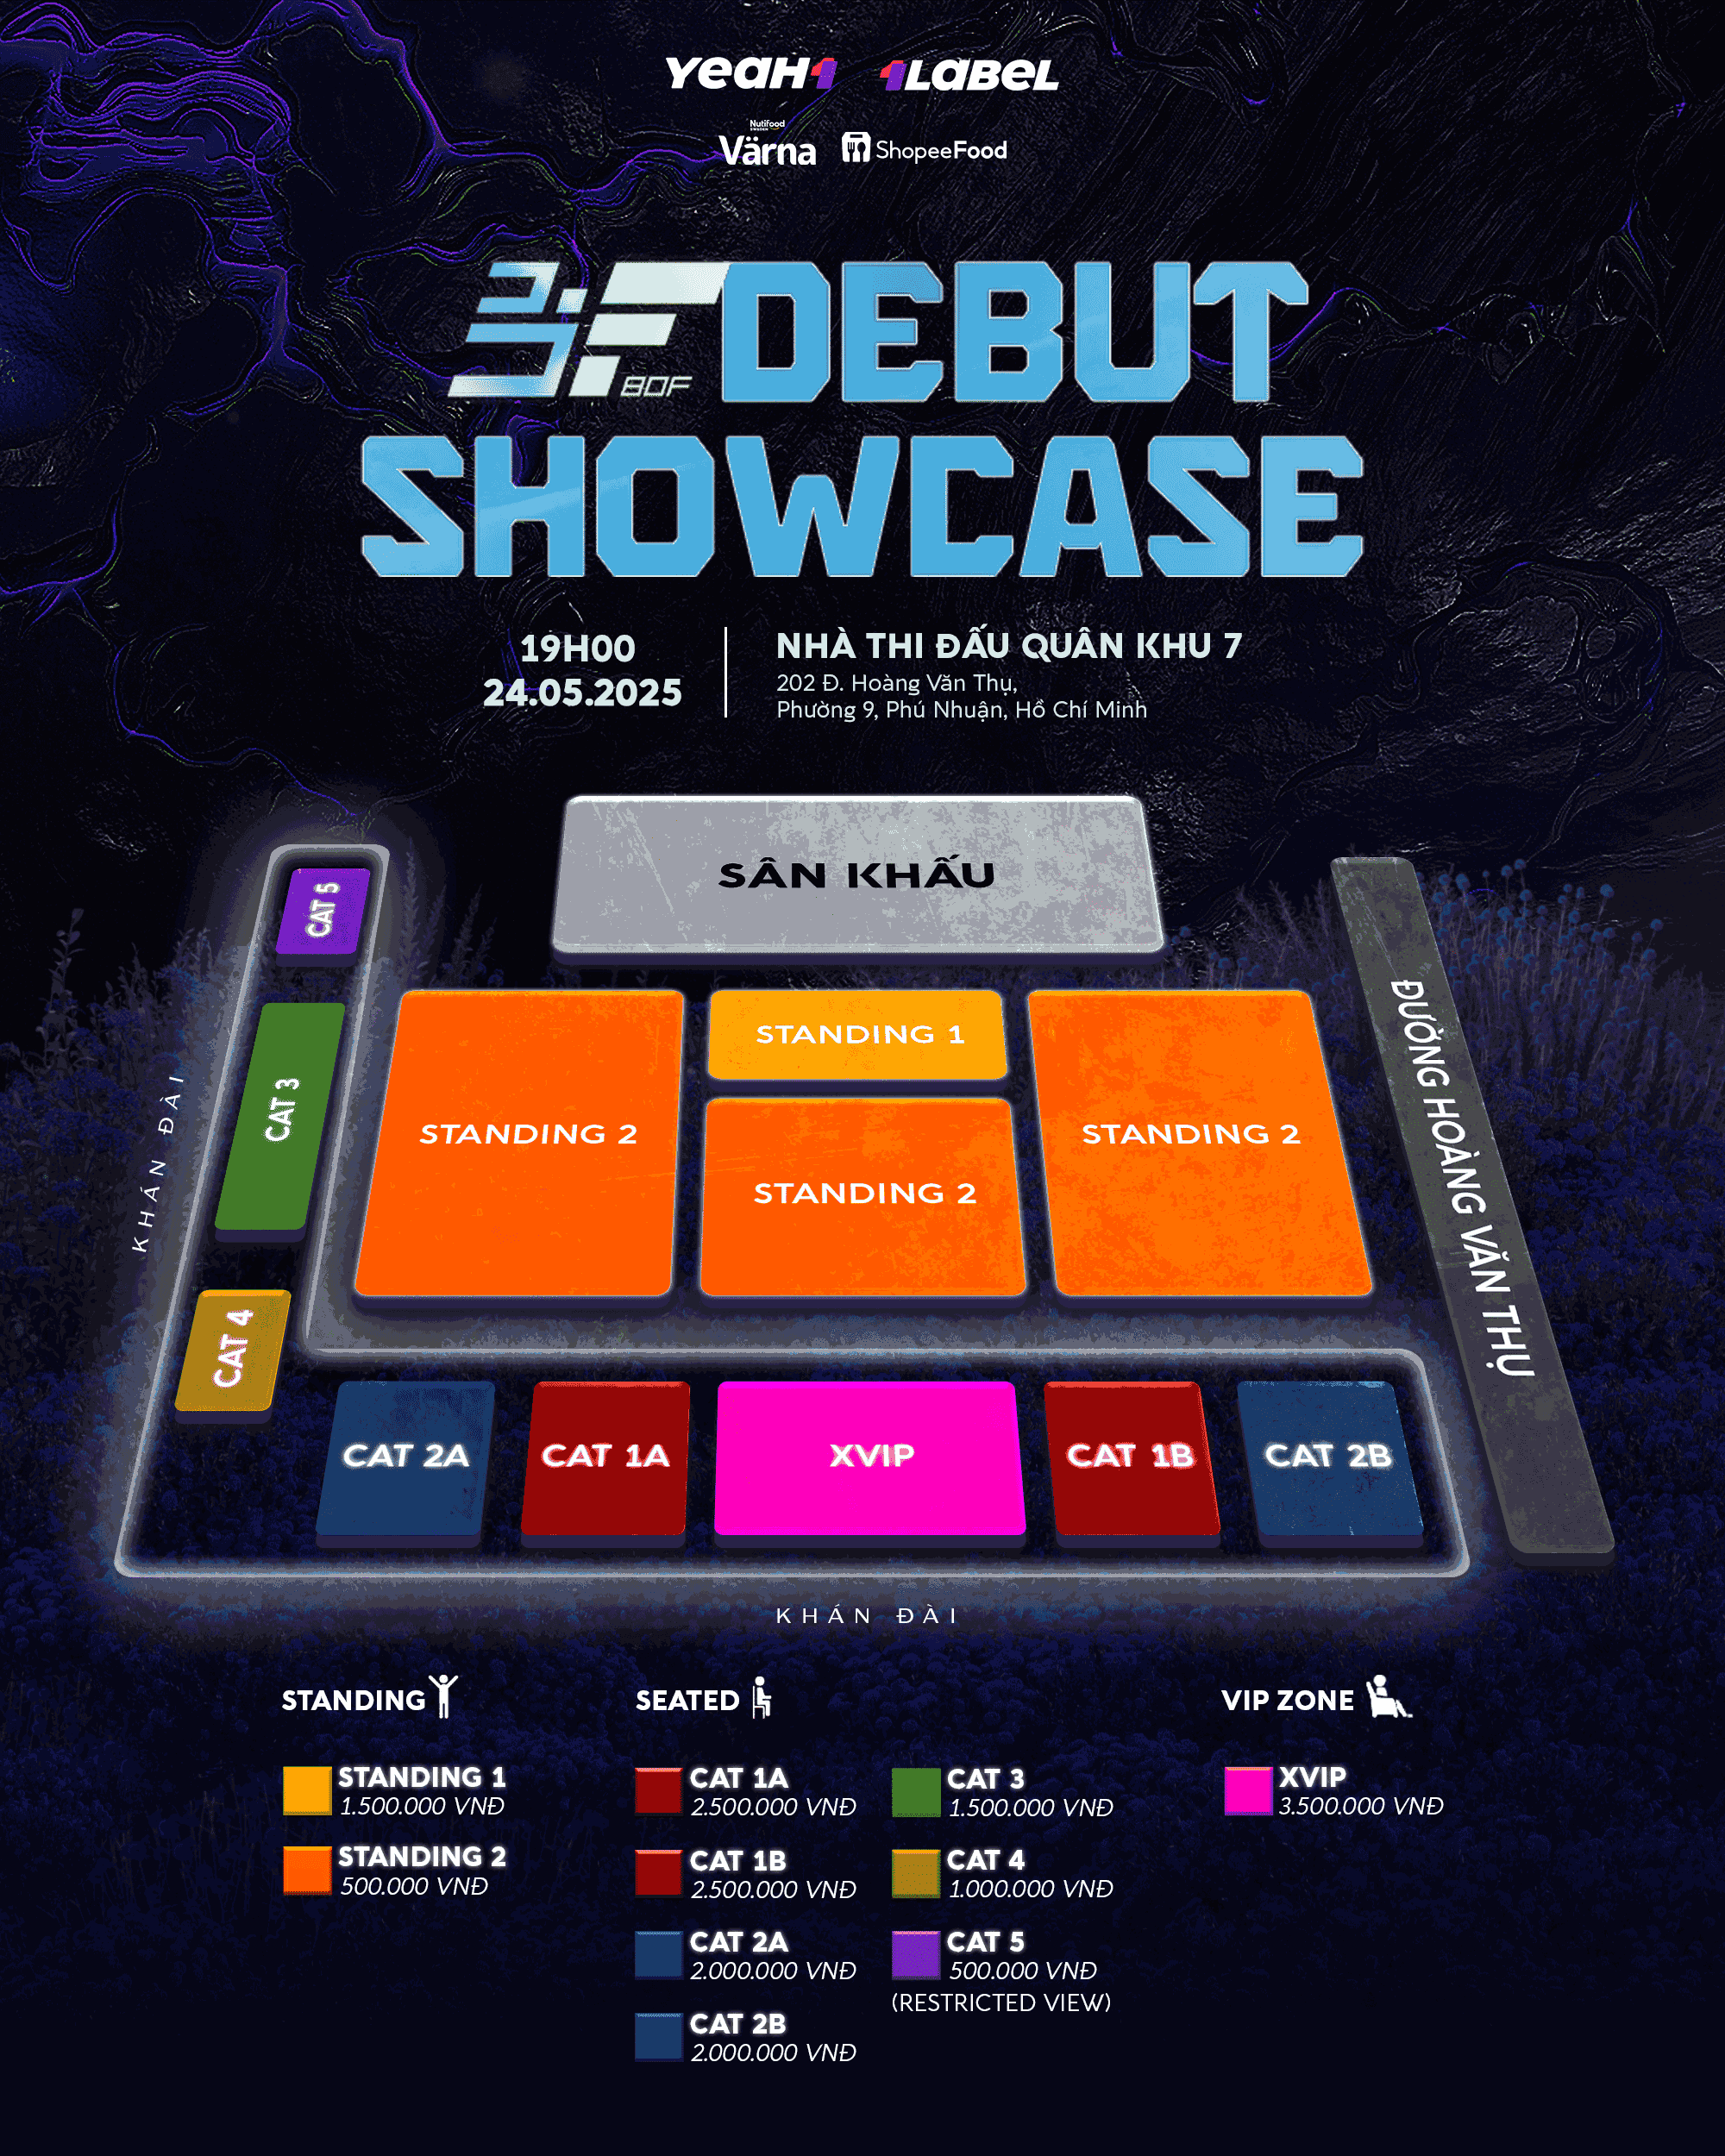 YEAH1 1LABEL
Nutifood
SWEDEN
Värna ShopeeFood
BOF DEBUT
SHOWCASE
19H00
24.05.2025
NHÀ THI ĐẤU QUÂN KHU 7
202 Đ. Hoàng Văn Thụ,
Phường 9, Phú Nhuận, Hồ Chí Minh
SÂN KHẤU
CAT 5
CAT 3
CAT 4
KHÁN ĐÀI
STANDING 1
STANDING 2
STANDING 2
STANDING 2
ĐƯỜNG HOÀNG VĂN THỤ
CAT 2A
CAT 1A
XVIP
CAT 1B
CAT 2B
KHÁN ĐÀI
STANDING
STANDING 1
1.500.000 VNĐ
STANDING 2
500.000 VNĐ
SEATED
CAT 1A
2.500.000 VNĐ
CAT 1B
2.500.000 VNĐ
CAT 2A
2.000.000 VNĐ
CAT 2B
2.000.000 VNĐ
CAT 3
1.500.000 VNĐ
CAT 4
1.000.000 VNĐ
CAT 5
500.000 VNĐ
(RESTRICTED VIEW)
VIP ZONE
XVIP
3.500.000 VNĐ